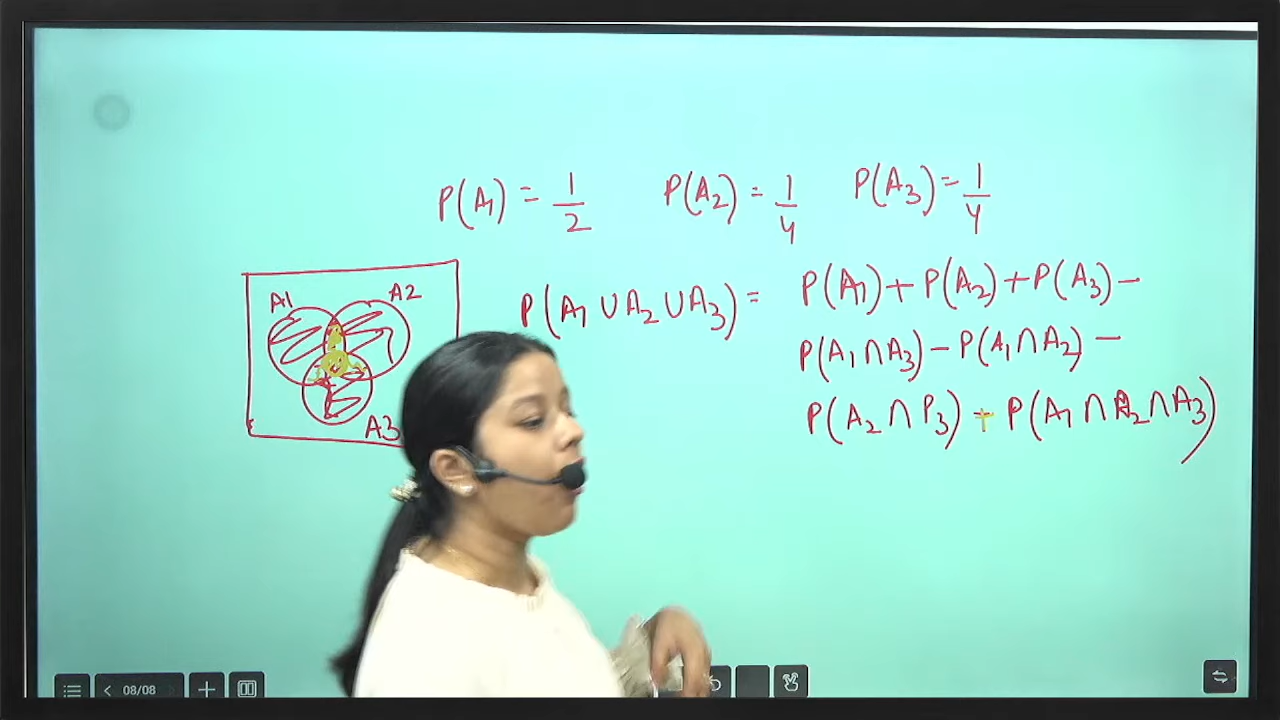 P(A1) = 1/2 P(A2) = 1/4 P(A3) = 1/4
A1 A2
A3
P(A1 ∪ A2 ∪ A3) = P(A1) + P(A2) + P(A3) −
P(A1 ∩ A3) − P(A1 ∩ A2) −
P(A2 ∩ P3) + P(A1 ∩ A2 ∩ A3)
08/08